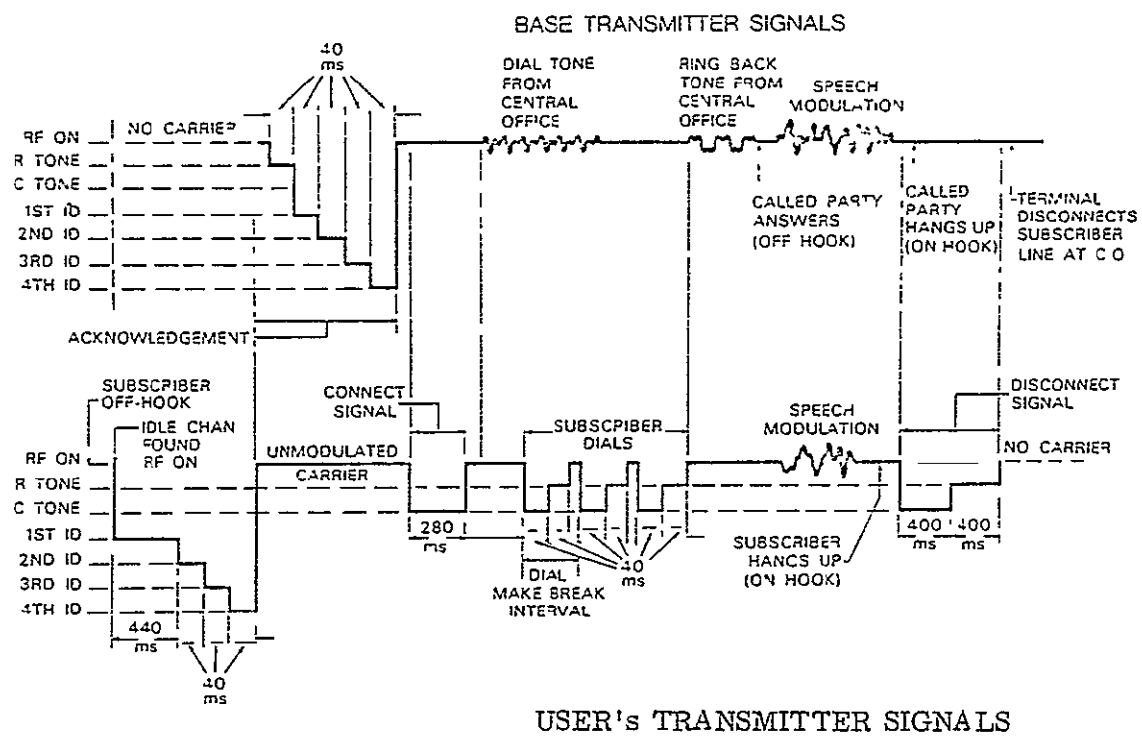 BASE TRANSMITTER SIGNALS
40
ms
DIAL TONE
FROM
CENTRAL
OFFICE
RING BACK
TONE FROM
CENTRAL
OFFICE
SPEECH
MODULATION
NO CARRIER
RF ON
R TONE
C TONE
1ST ID
2ND ID
3RD ID
4TH ID
CALLED PARTY
ANSWERS
(OFF HOOK)
CALLED
PARTY
HANGS UP
(ON HOOK)
TERMINAL
DISCONNECTS
SUBSCRIBER
LINE AT C O
ACKNOWLEDGEMENT
SUBSCRIBER
OFF-HOOK
IDLE CHAN
FOUND
RF ON
CONNECT
SIGNAL
SUBSCRIBER
DIALS
SPEECH
MODULATION
DISCONNECT
SIGNAL
NO CARRIER
UNMODULATED
CARRIER
RF ON
R TONE
C TONE
1ST ID
2ND ID
3RD ID
4TH ID
280
ms
DIAL
MAKE BREAK
INTERVAL
40
ms
SUBSCRIBER
HANGS UP
(ON HOOK)
400
ms
400
ms
440
ms
40
ms
USER's TRANSMITTER SIGNALS